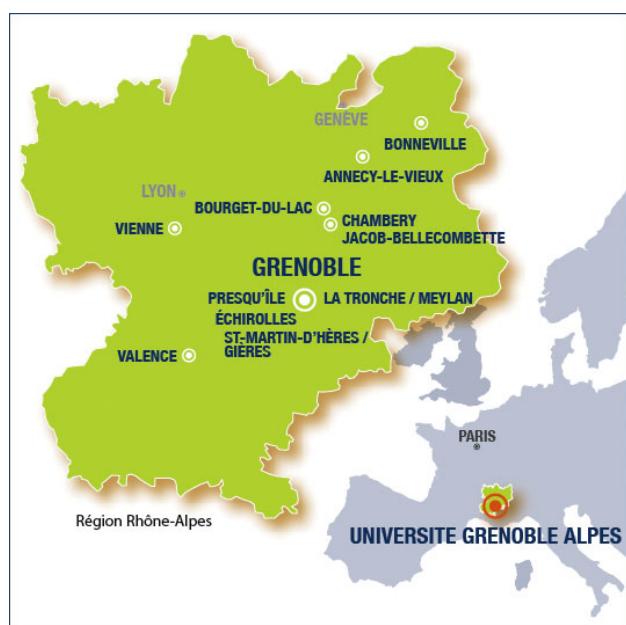 GENÈVE
BONNEVILLE
ANNECY-LE-VIEUX
LYON
BOURGET-DU-LAC
CHAMBERY
JACOB-BELLECOMBETTE
VIENNE
GRENOBLE
PRESQU'ÎLE
LA TRONCHE / MEYLAN
ÉCHIROLLES
ST-MARTIN-D'HÈRES /
GIÈRES
VALENCE
PARIS
Région Rhône-Alpes
UNIVERSITE GRENOBLE ALPES